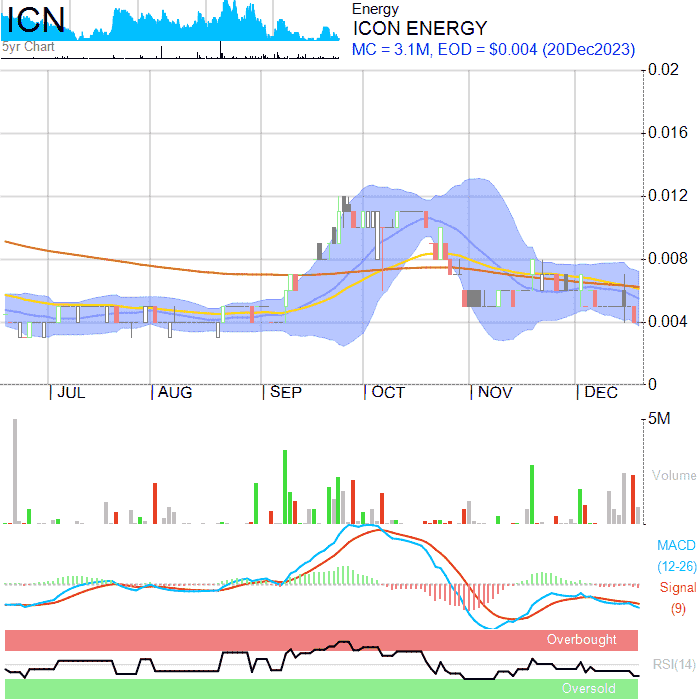 ICN
5yr Chart
Energy
ICON ENERGY
MC = 3.1M, EOD = $0.004 (20Dec2023)
0.02
0.016
0.012
0.008
0.004
0
JUL AUG SEP OCT NOV DEC
5M
Volume
MACD
(12-26)
Signal
(9)
Overbought
RSI(14)
Oversold